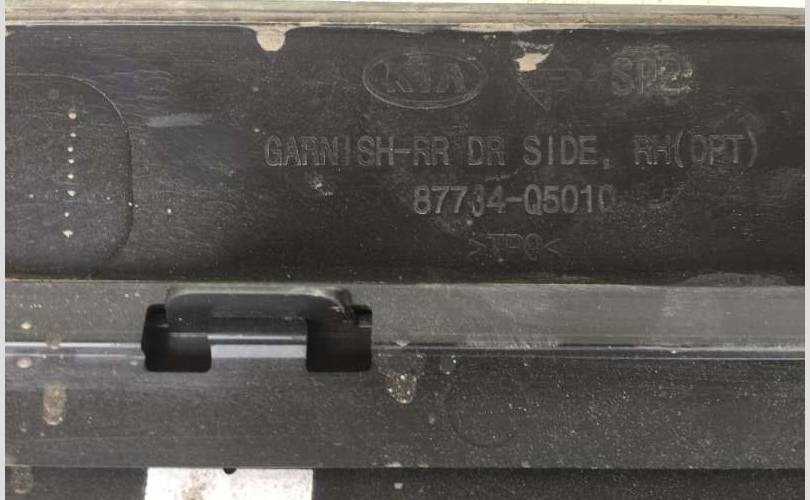 KIA SP2
GARNISH-RR DR SIDE, RH(OPT)
87734-Q5010
>TPO<